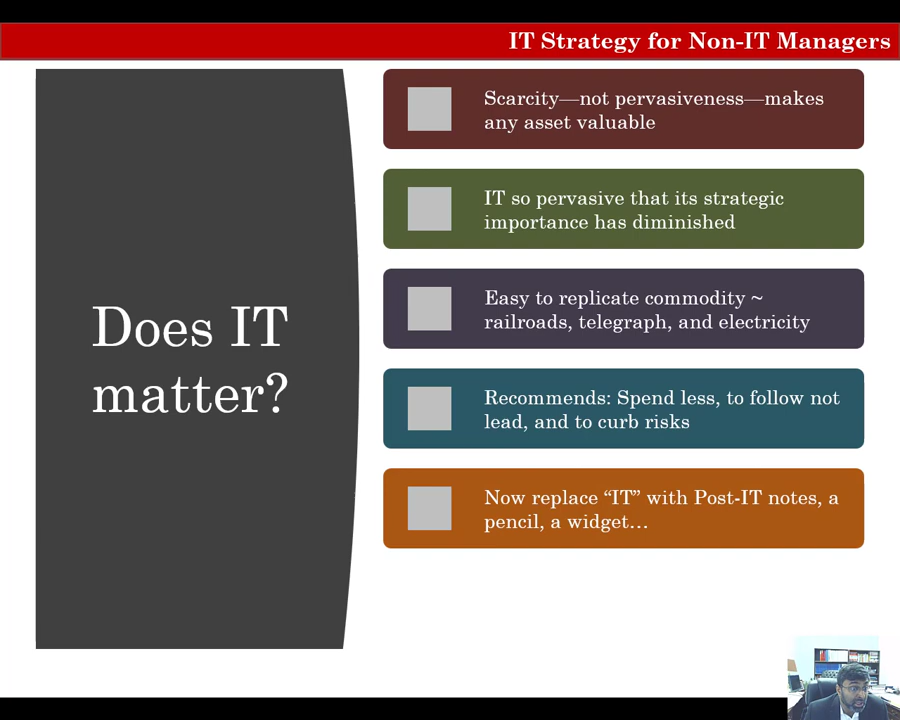 IT Strategy for Non-IT Managers
Does IT
matter?
Scarcity—not pervasiveness—makes
any asset valuable
IT so pervasive that its strategic
importance has diminished
Easy to replicate commodity ~
railroads, telegraph, and electricity
Recommends: Spend less, to follow not
lead, and to curb risks
Now replace “IT” with Post-IT notes, a
pencil, a widget…